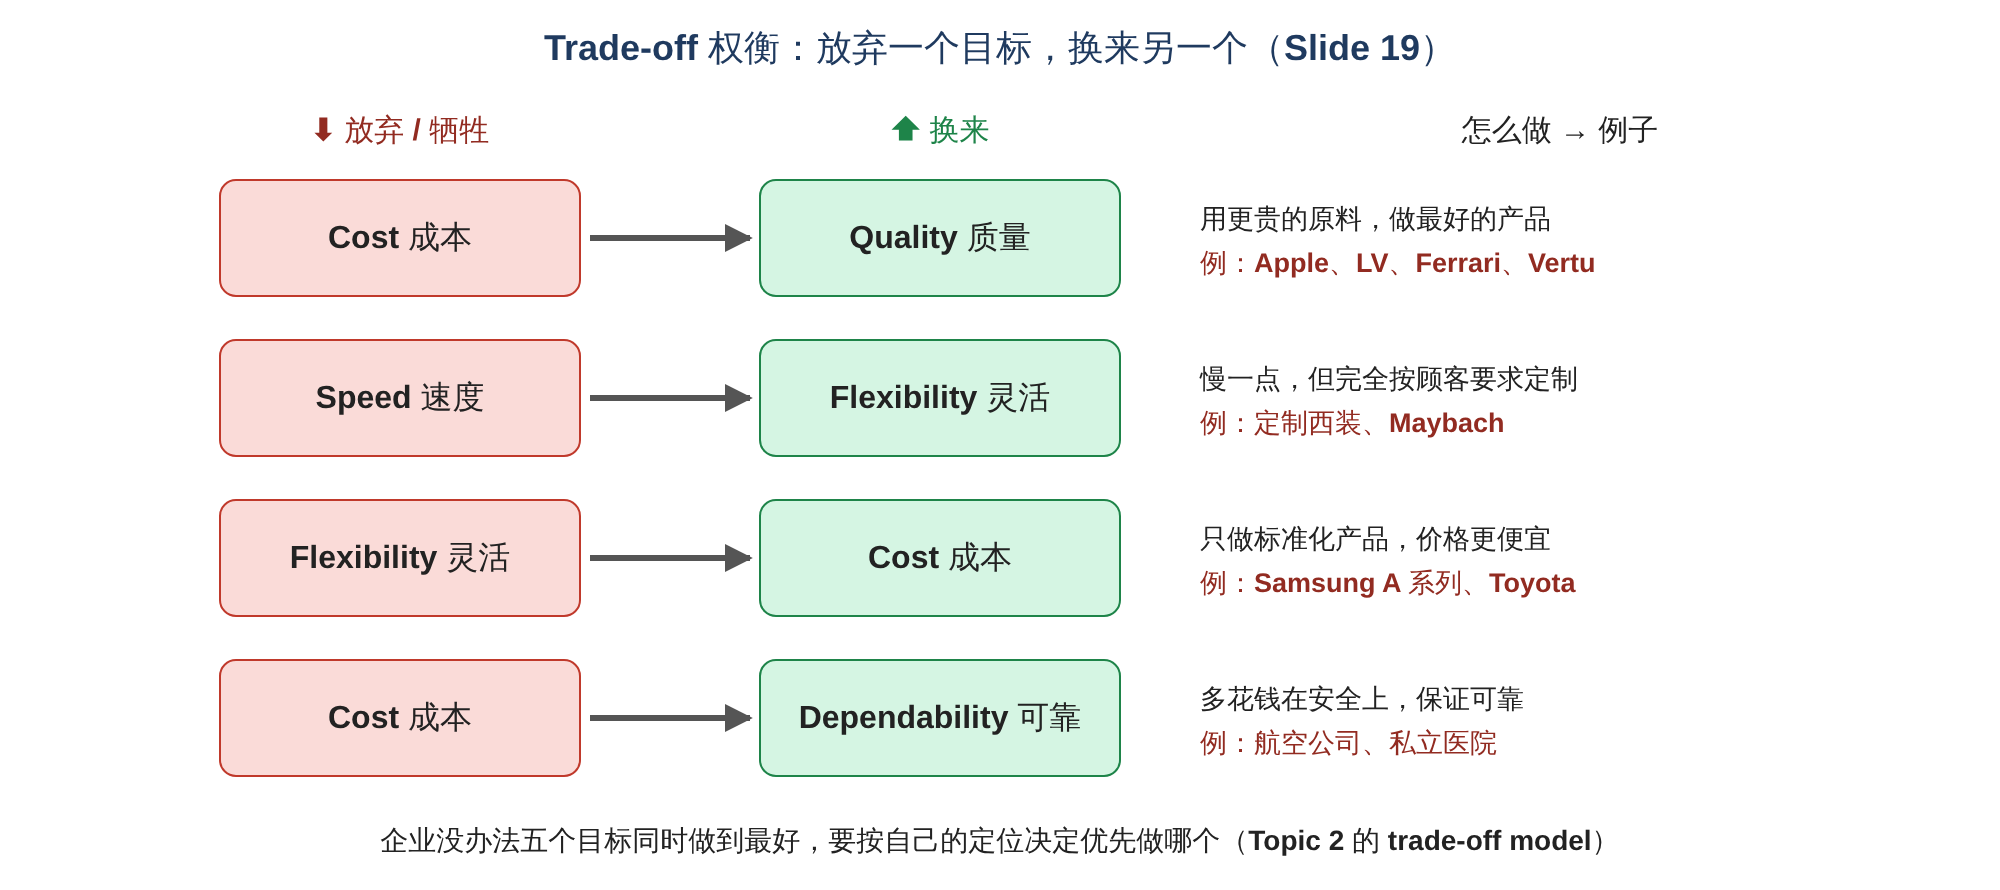 Trade-off 权衡：放弃一个目标，换来另一个（Slide 19）
⬇ 放弃 / 牺牲
⬆ 换来
怎么做 → 例子
Cost 成本
Quality 质量
用更贵的原料，做最好的产品
例：Apple、LV、Ferrari、Vertu
Speed 速度
Flexibility 灵活
慢一点，但完全按顾客要求定制
例：定制西装、Maybach
Flexibility 灵活
Cost 成本
只做标准化产品，价格更便宜
例：Samsung A 系列、Toyota
Cost 成本
Dependability 可靠
多花钱在安全上，保证可靠
例：航空公司、私立医院
企业没办法五个目标同时做到最好，要按自己的定位决定优先做哪个（Topic 2 的 trade-off model）